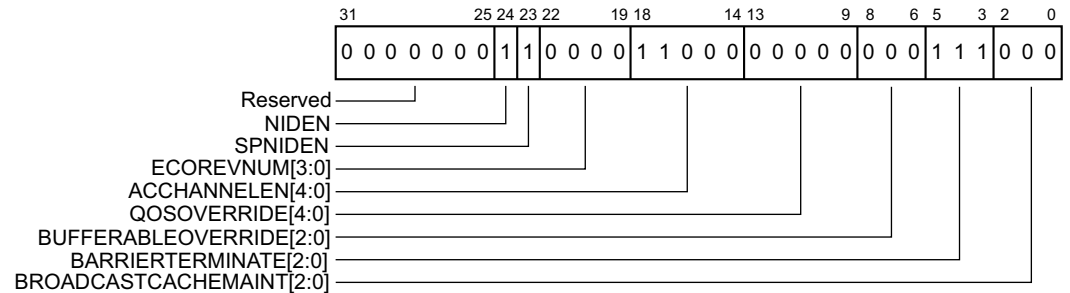 31 25 24 23 22 19 18 14 13 9 8 6 5 3 2 0
0 0 0 0 0 0 0 1 1 0 0 0 0 1 1 0 0 0 0 0 0 0 0 0 0 0 1 1 1 0 0 0
Reserved
NIDEN
SPNIDEN
ECOREVNUM[3:0]
ACCHANNELEN[4:0]
QOSOVERRIDE[4:0]
BUFFERABLEOVERRIDE[2:0]
BARRIERTERMINATE[2:0]
BROADCASTCACHEMAINT[2:0]